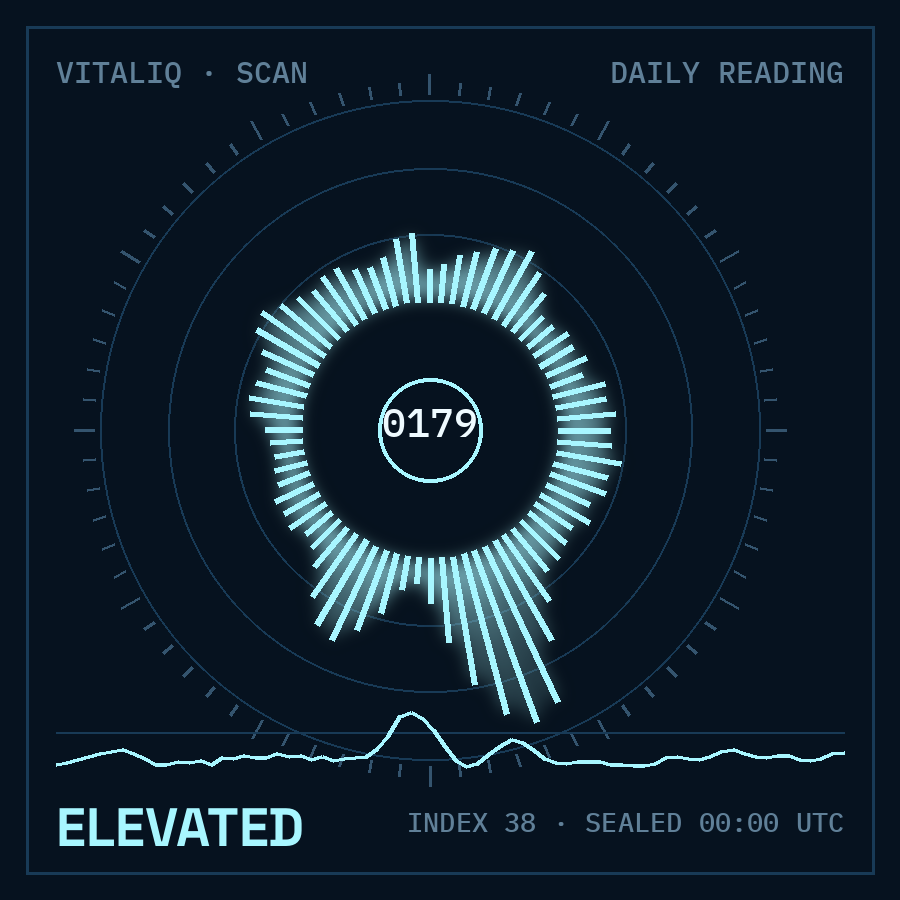 VITALIQ · SCAN
DAILY READING
0179
ELEVATED
INDEX 38 · SEALED 00:00 UTC